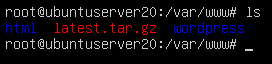 root@ubuntuserver20:/var/www# ls
html latest.tar.gz wordpress
root@ubuntuserver20:/var/www# _